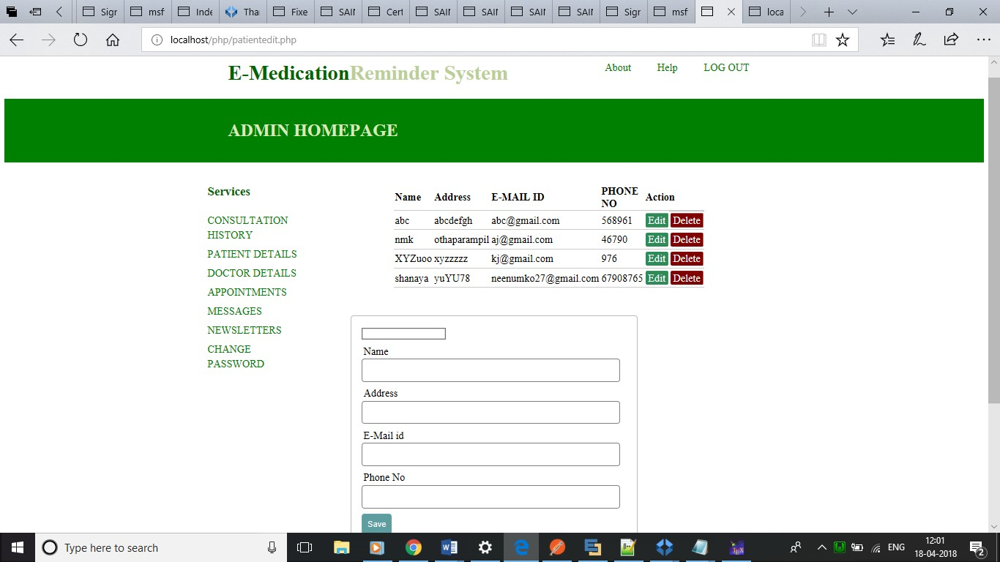 Sigr
msf
Inde
Thai
Fixe
SAII
Cert
SAII
SAII
SAII
SAII
Sigr
msf
loca
localhost/php/patientedit.php
E-MedicationReminder System
About
Help
LOG OUT
ADMIN HOMEPAGE
Services
CONSULTATION
HISTORY
PATIENT DETAILS
DOCTOR DETAILS
APPOINTMENTS
MESSAGES
NEWSLETTERS
CHANGE
PASSWORD
Name Address E-MAIL ID PHONE NO Action
abc abcdefgh abc@gmail.com 568961 Edit Delete
nmk othaparampil aj@gmail.com 46790 Edit Delete
XYZuoo xyzzzzz kj@gmail.com 976 Edit Delete
shanaya yuYU78 neenumko27@gmail.com 67908765 Edit Delete
Name
Address
E-Mail id
Phone No
Save
Type here to search
ENG
12:01
18-04-2018
2